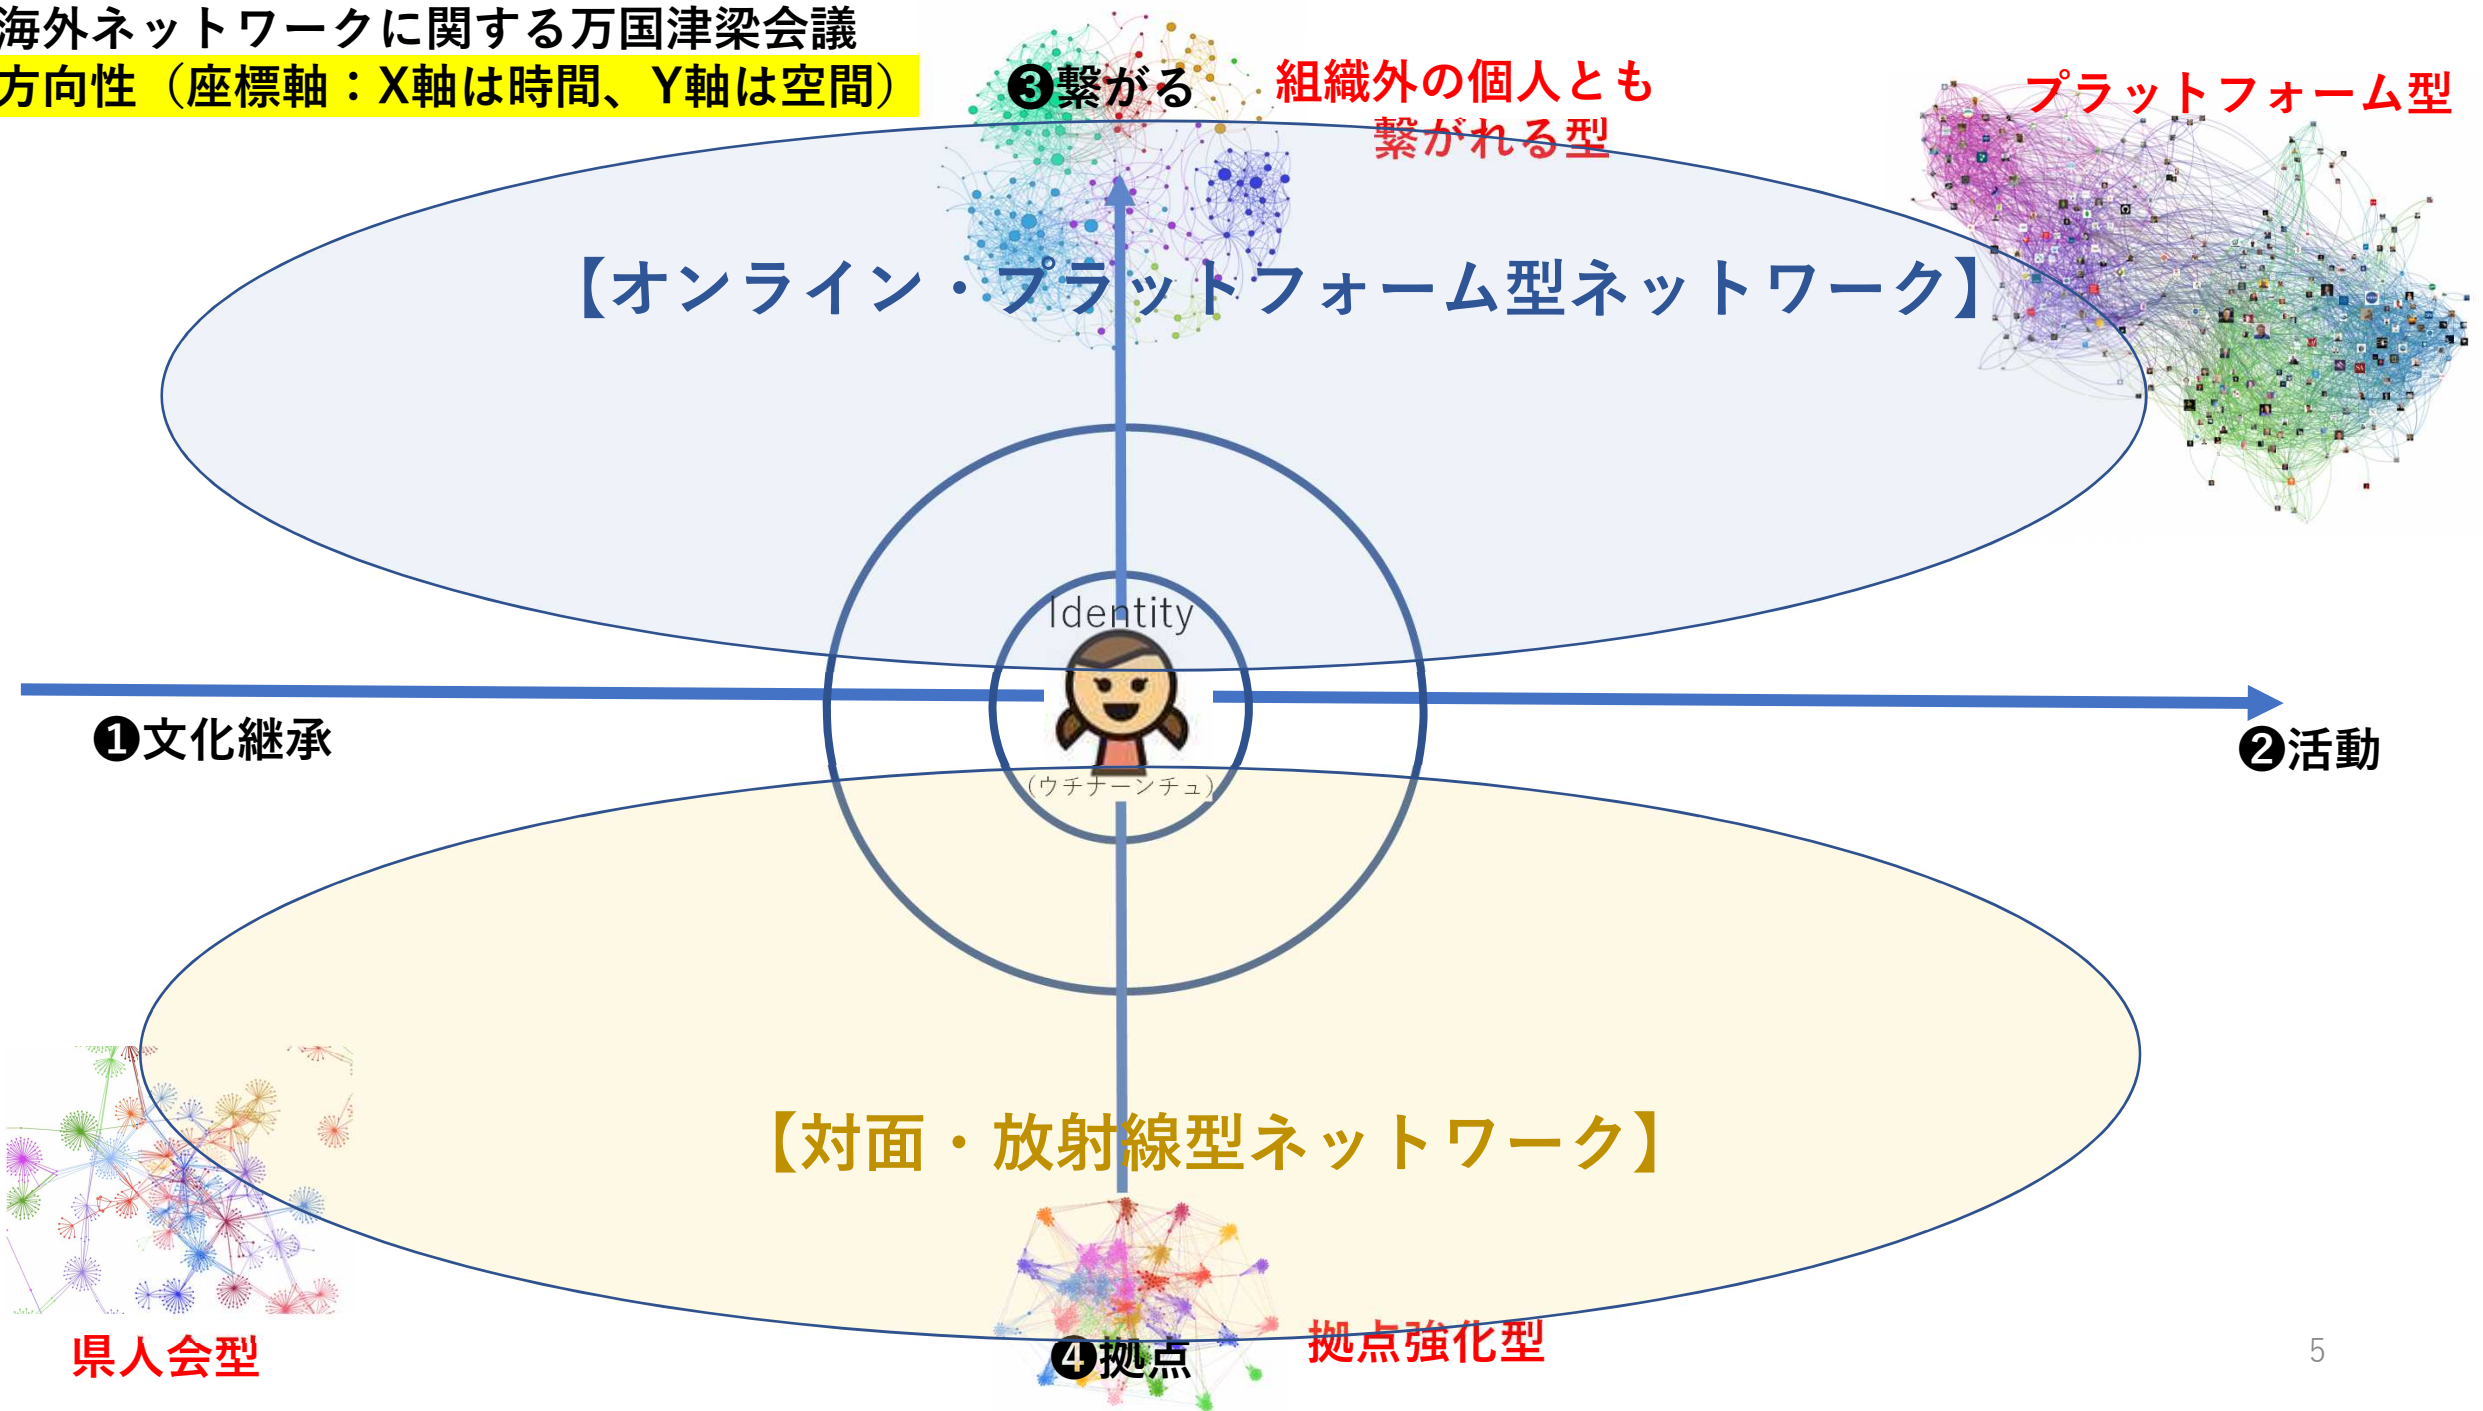 海外ネットワークに関する万国津梁会議
方向性（座標軸：X軸は時間、Y軸は空間）
❸繋がる
組織外の個人とも
繋がれる型
プラットフォーム型
【オンライン・プラットフォーム型ネットワーク】
Identity
(ウチナーンチュ)
❶文化継承
❷活動
【対面・放射線型ネットワーク】
県人会型
❹拠点
拠点強化型
5